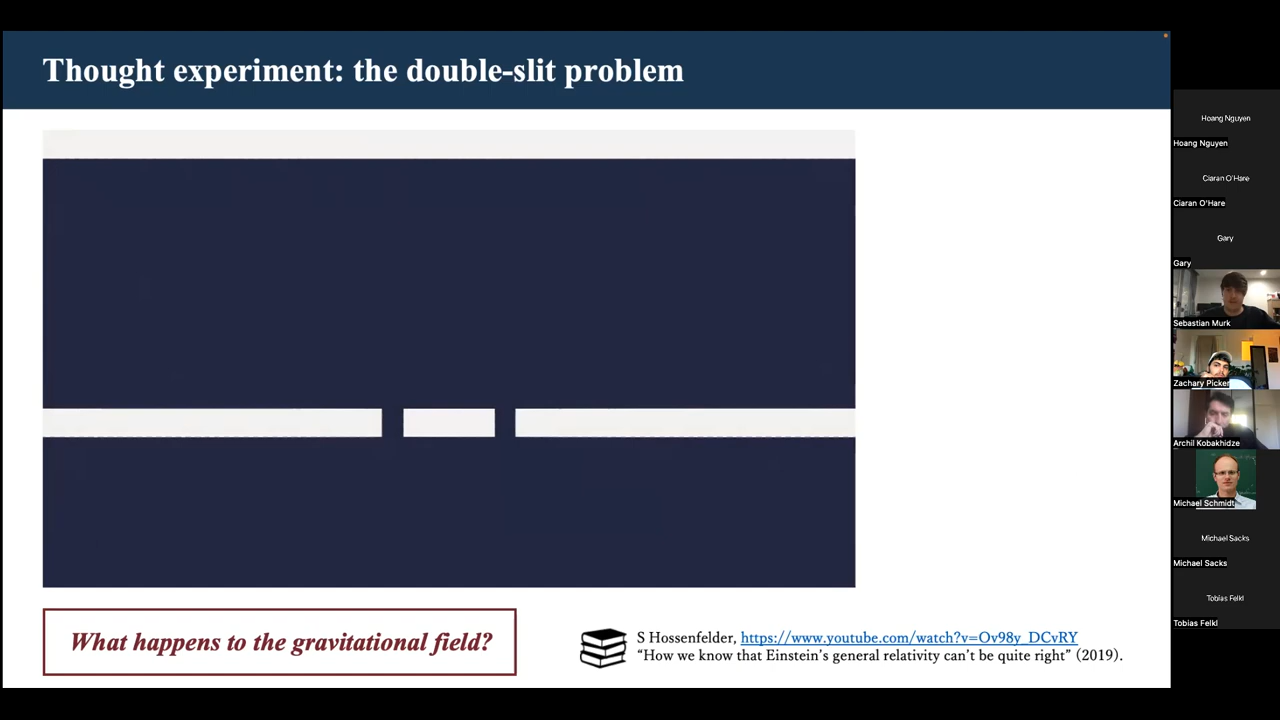 Thought experiment: the double-slit problem
What happens to the gravitational field?
S Hossenfelder, https://www.youtube.com/watch?v=Ov98y_DCvRY
“How we know that Einstein’s general relativity can’t be quite right” (2019).
Hoang Nguyen
Hoang Nguyen
Ciaran O'Hare
Ciaran O'Hare
Gary
Gary
Sebastian Murk
Zachary Picker
Archil Kobakhidze
Michael Schmidt
Michael Sacks
Michael Sacks
Tobias Felkl
Tobias Felkl